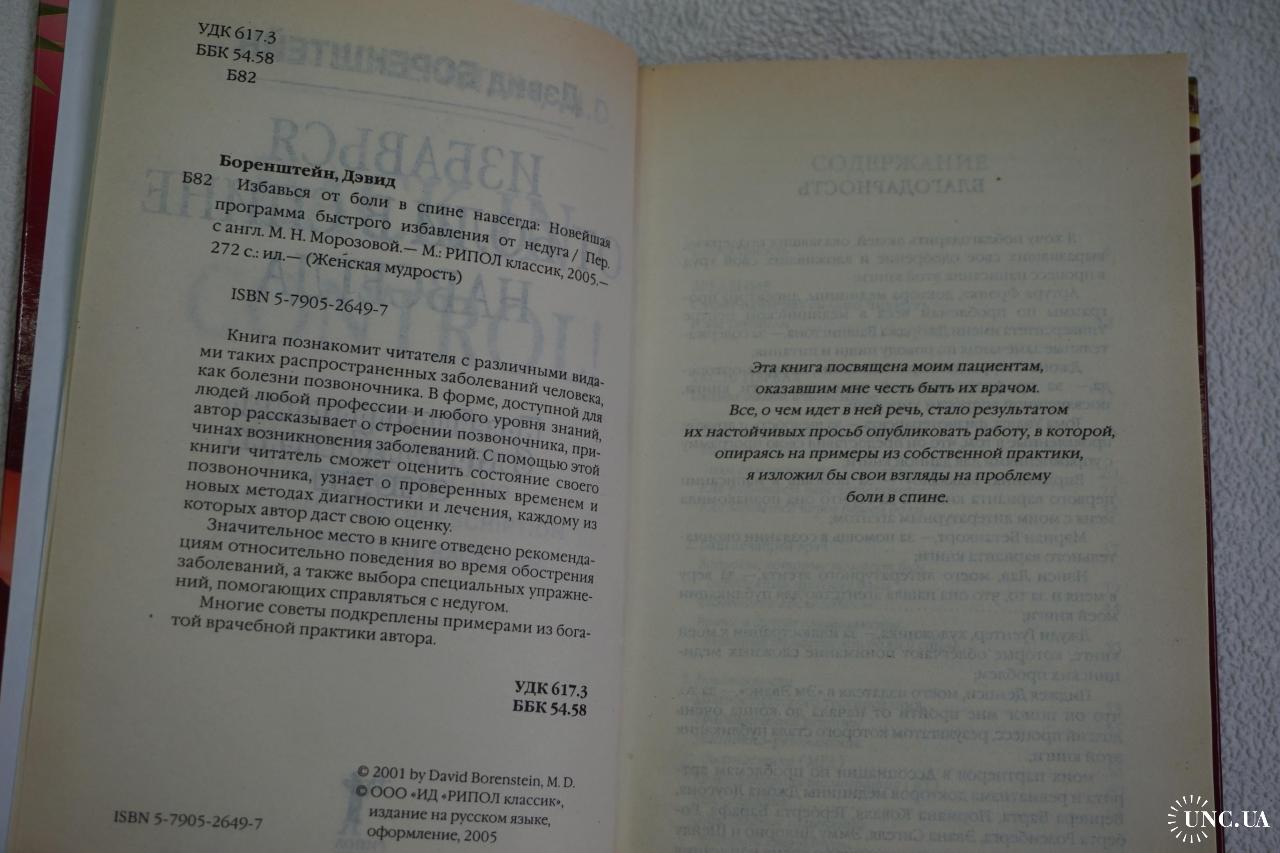 УДК 617.3
ББК 54.58
Б82
Боренштейн, Дэвид
Б82 Избавься от боли в спине навсегда: Новейшая
программа быстрого избавления от недуга / Пер.
с англ. М. Н. Морозовой.— М.: РИПОЛ классик, 2005.—
272 с.: ил.— (Женская мудрость)
ISBN 5-7905-2649-7
Книга познакомит читателя с различными вида-
ми таких распространенных заболеваний человека,
как болезни позвоночника. В форме, доступной для
людей любой профессии и любого уровня знаний,
автор рассказывает о строении позвоночника, при-
чинах возникновения заболеваний. С помощью этой
книги читатель сможет оценить состояние своего
позвоночника, узнает о проверенных временем и
новых методах диагностики и лечения, каждому из
которых автор даст свою оценку.
Значительное место в книге отведено рекоменда-
циям относительно поведения во время обострения
заболеваний, а также выбора специальных упражне-
ний, помогающих справляться с недугом.
Многие советы подкреплены примерами из бога-
той врачебной практики автора.
УДК 617.3
ББК 54.58
© 2001 by David Borenstein, M. D.
© ООО «ИД «РИПОЛ классик»,
издание на русском языке,
оформление, 2005
ISBN 5-7905-2649-7
Эта книга посвящена моим пациентам,
оказавшим мне честь быть их врачом.
Все, о чем идет в ней речь, стало результатом
их настойчивых просьб опубликовать работу, в которой,
опираясь на примеры из собственной практики,
я изложил бы свои взгляды на проблему
боли в спине.
UNC.UA